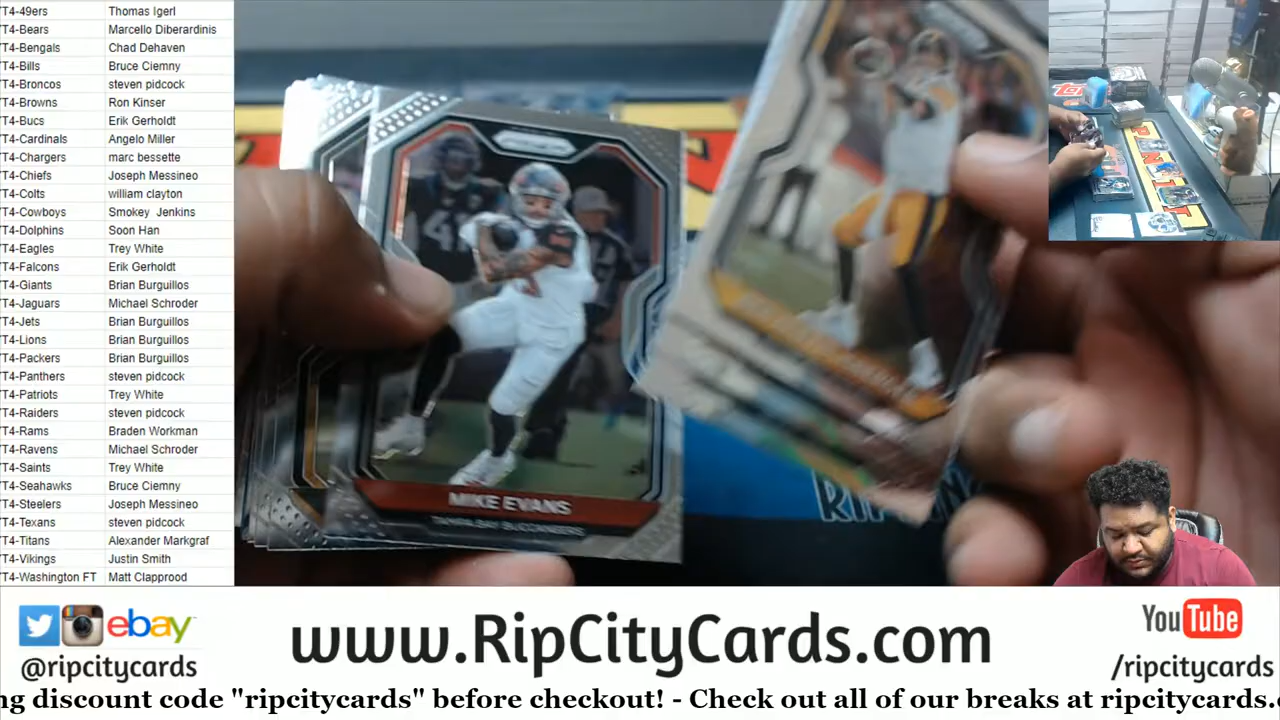 T4-49ers Thomas Igerl
T4-Bears Marcello Diberardinis
T4-Bengals Chad Dehaven
T4-Bills Bruce Ciemny
T4-Broncos steven pidcock
T4-Browns Ron Kinser
T4-Bucs Erik Gerholdt
T4-Cardinals Angelo Miller
T4-Chargers marc bessette
T4-Chiefs Joseph Messineo
T4-Colts william clayton
T4-Cowboys Smokey Jenkins
T4-Dolphins Soon Han
T4-Eagles Trey White
T4-Falcons Erik Gerholdt
T4-Giants Brian Burguillos
T4-Jaguars Michael Schroder
T4-Jets Brian Burguillos
T4-Lions Brian Burguillos
T4-Packers Brian Burguillos
T4-Panthers steven pidcock
T4-Patriots Trey White
T4-Raiders steven pidcock
T4-Rams Braden Workman
T4-Ravens Michael Schroder
T4-Saints Trey White
T4-Seahawks Bruce Ciemny
T4-Steelers Joseph Messineo
T4-Texans steven pidcock
T4-Titans Alexander Markgraf
T4-Vikings Justin Smith
T4-Washington FT Matt Clapprood
MIKE EVANS
ebay
@ripcitycards
www.RipCityCards.com
YouTube
/ripcitycards
ng discount code "ripcitycards" before checkout! - Check out all of our breaks at ripcitycards.